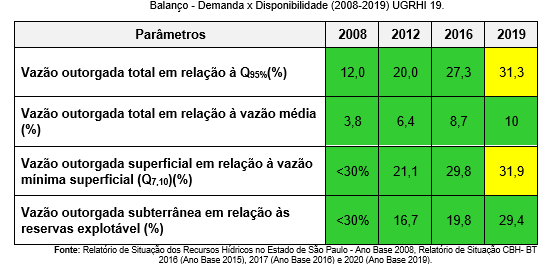 Balanço - Demanda x Disponibilidade (2008-2019) UGRHI 19.
Parâmetros 2008 2012 2016 2019
Vazão outorgada total em relação à Q95%(%) 12,0 20,0 27,3 31,3
Vazão outorgada total em relação à vazão média
(%) 3,8 6,4 8,7 10
Vazão outorgada superficial em relação à vazão
mínima superficial (Q7,10)(%) <30% 21,1 29,8 31,9
Vazão outorgada subterrânea em relação às
reservas explotável (%) <30% 16,7 19,8 29,4
Fonte: Relatório de Situação dos Recursos Hídricos no Estado de São Paulo - Ano Base 2008, Relatório de Situação CBH- BT
2016 (Ano Base 2015), 2017 (Ano Base 2016) e 2020 (Ano Base 2019).